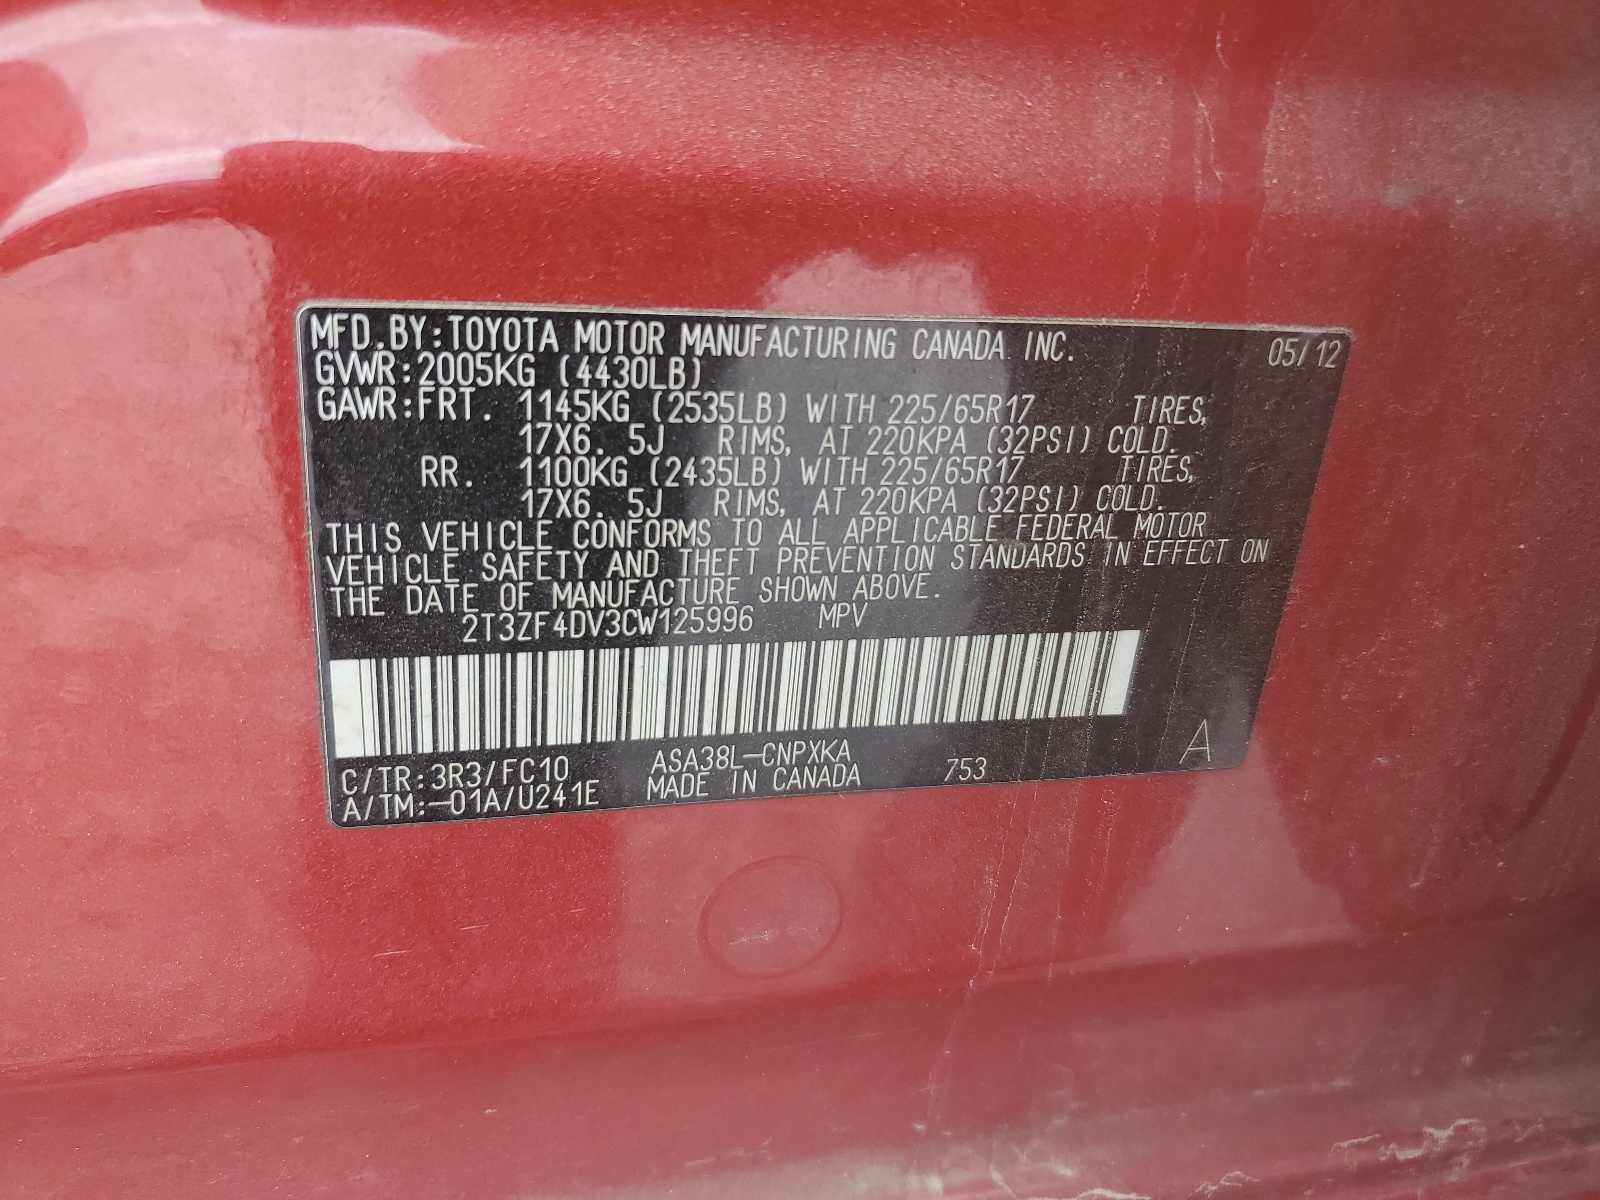 MFD.BY:TOYOTA MOTOR MANUFACTURING CANADA INC. 05/12
GVWR:2005KG (4430LB)
GAWR:FRT. 1145KG (2535LB) WITH 225/65R17 TIRES,
17X6. 5J RIMS, AT 220KPA (32PSI) COLD.
RR. 1100KG (2435LB) WITH 225/65R17 TIRES,
17X6. 5J RIMS, AT 220KPA (32PSI) COLD.
THIS VEHICLE CONFORMS TO ALL APPLICABLE FEDERAL MOTOR
VEHICLE SAFETY AND THEFT PREVENTION STANDARDS IN EFFECT ON
THE DATE OF MANUFACTURE SHOWN ABOVE.
2T3ZF4DV3CW125996 MPV
C/TR:3R3/FC10 ASA38L-CNPXKA 753 A
A/TM:-01A/U241E MADE IN CANADA